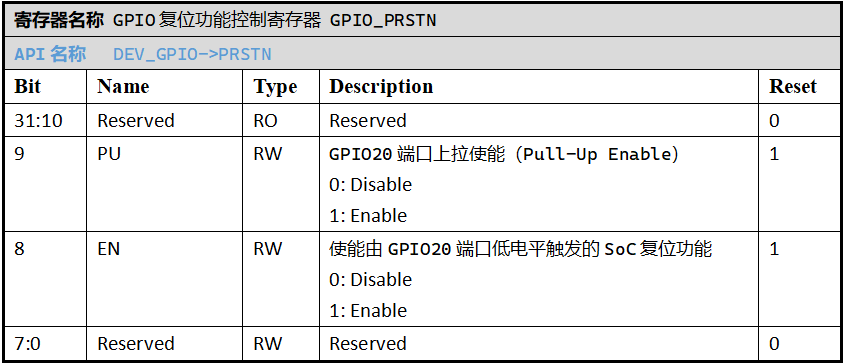 寄存器名称 GPIO 复位功能控制寄存器 GPIO_PRSTN
API 名称 DEV_GPIO->PRSTN
Bit Name Type Description Reset
31:10 Reserved RO Reserved 0
9 PU RW GPIO20 端口上拉使能（Pull-Up Enable） 1
0: Disable
1: Enable
8 EN RW 使能由 GPIO20 端口低电平触发的 SoC 复位功能 1
0: Disable
1: Enable
7:0 Reserved RW Reserved 0